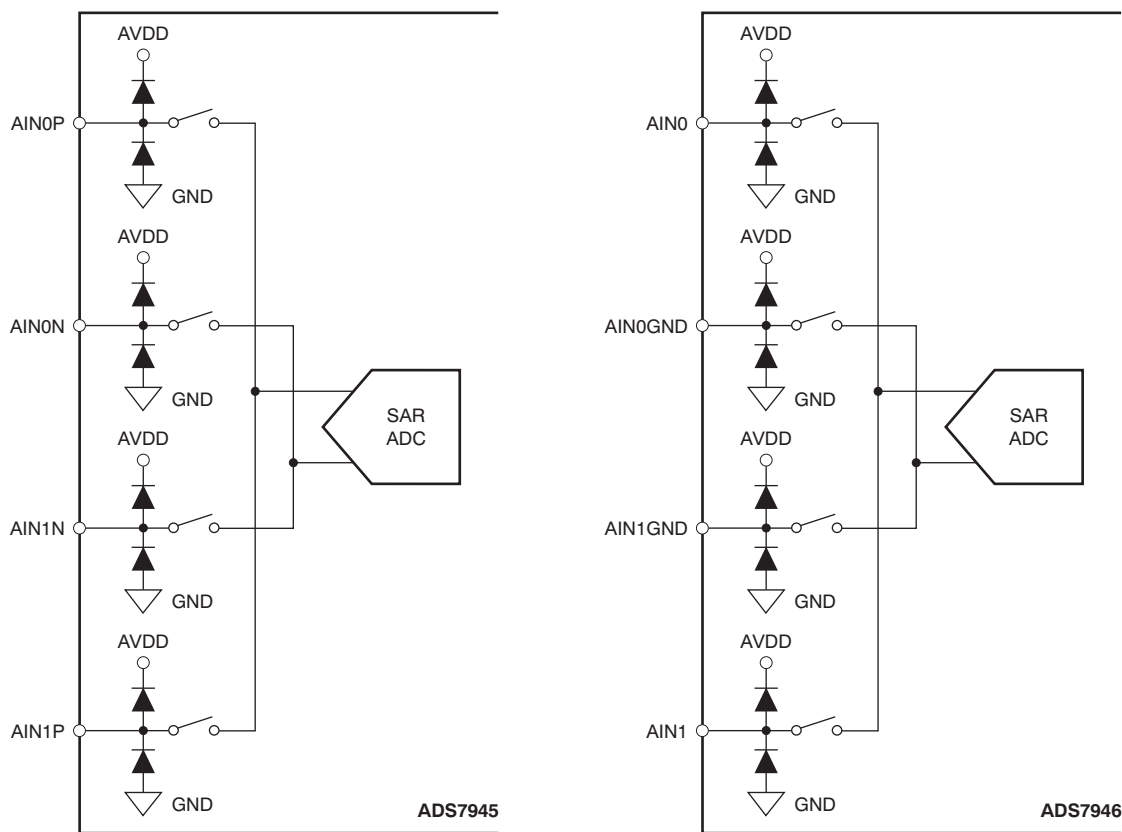 AVDD
AIN0P
GND
AVDD
AIN0N
GND
SAR
ADC
AVDD
AIN1N
GND
AVDD
AIN1P
GND
ADS7945
AVDD
AIN0
GND
AVDD
AIN0GND
GND
SAR
ADC
AVDD
AIN1GND
GND
AVDD
AIN1
GND
ADS7946